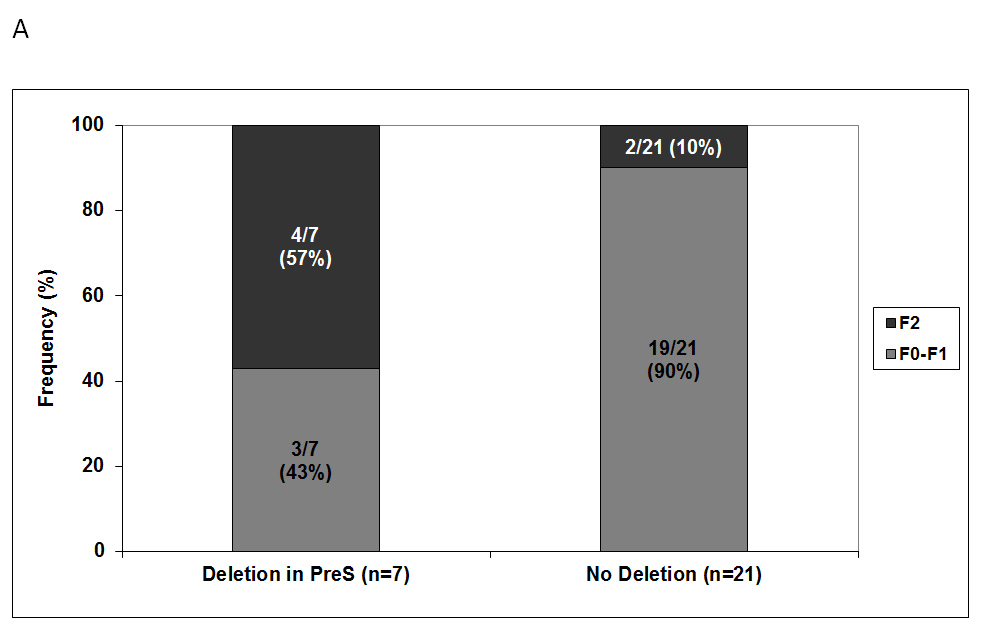 A
100
80
60
40
20
0
Frequency (%)
4/7
(57%)
3/7
(43%)
2/21 (10%)
19/21
(90%)
F2
F0-F1
Deletion in PreS (n=7)
No Deletion (n=21)